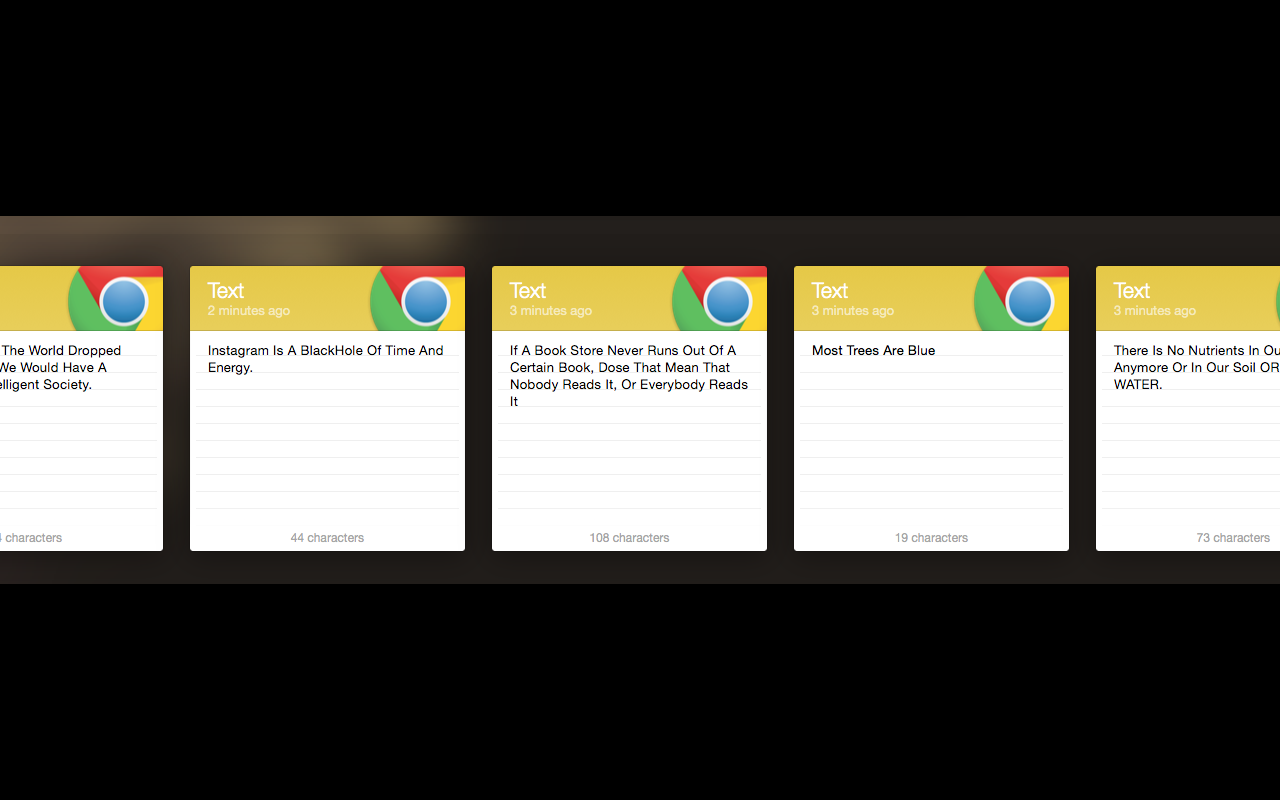 The World Dropped
We Would Have A
elligent Society.
characters
Text
2 minutes ago
Instagram Is A BlackHole Of Time And
Energy.
44 characters
Text
3 minutes ago
If A Book Store Never Runs Out Of A
Certain Book, Dose That Mean That
Nobody Reads It, Or Everybody Reads
It
108 characters
Text
3 minutes ago
Most Trees Are Blue
19 characters
Text
3 minutes ago
There Is No Nutrients In Ou
Anymore Or In Our Soil OR
WATER.
73 characters